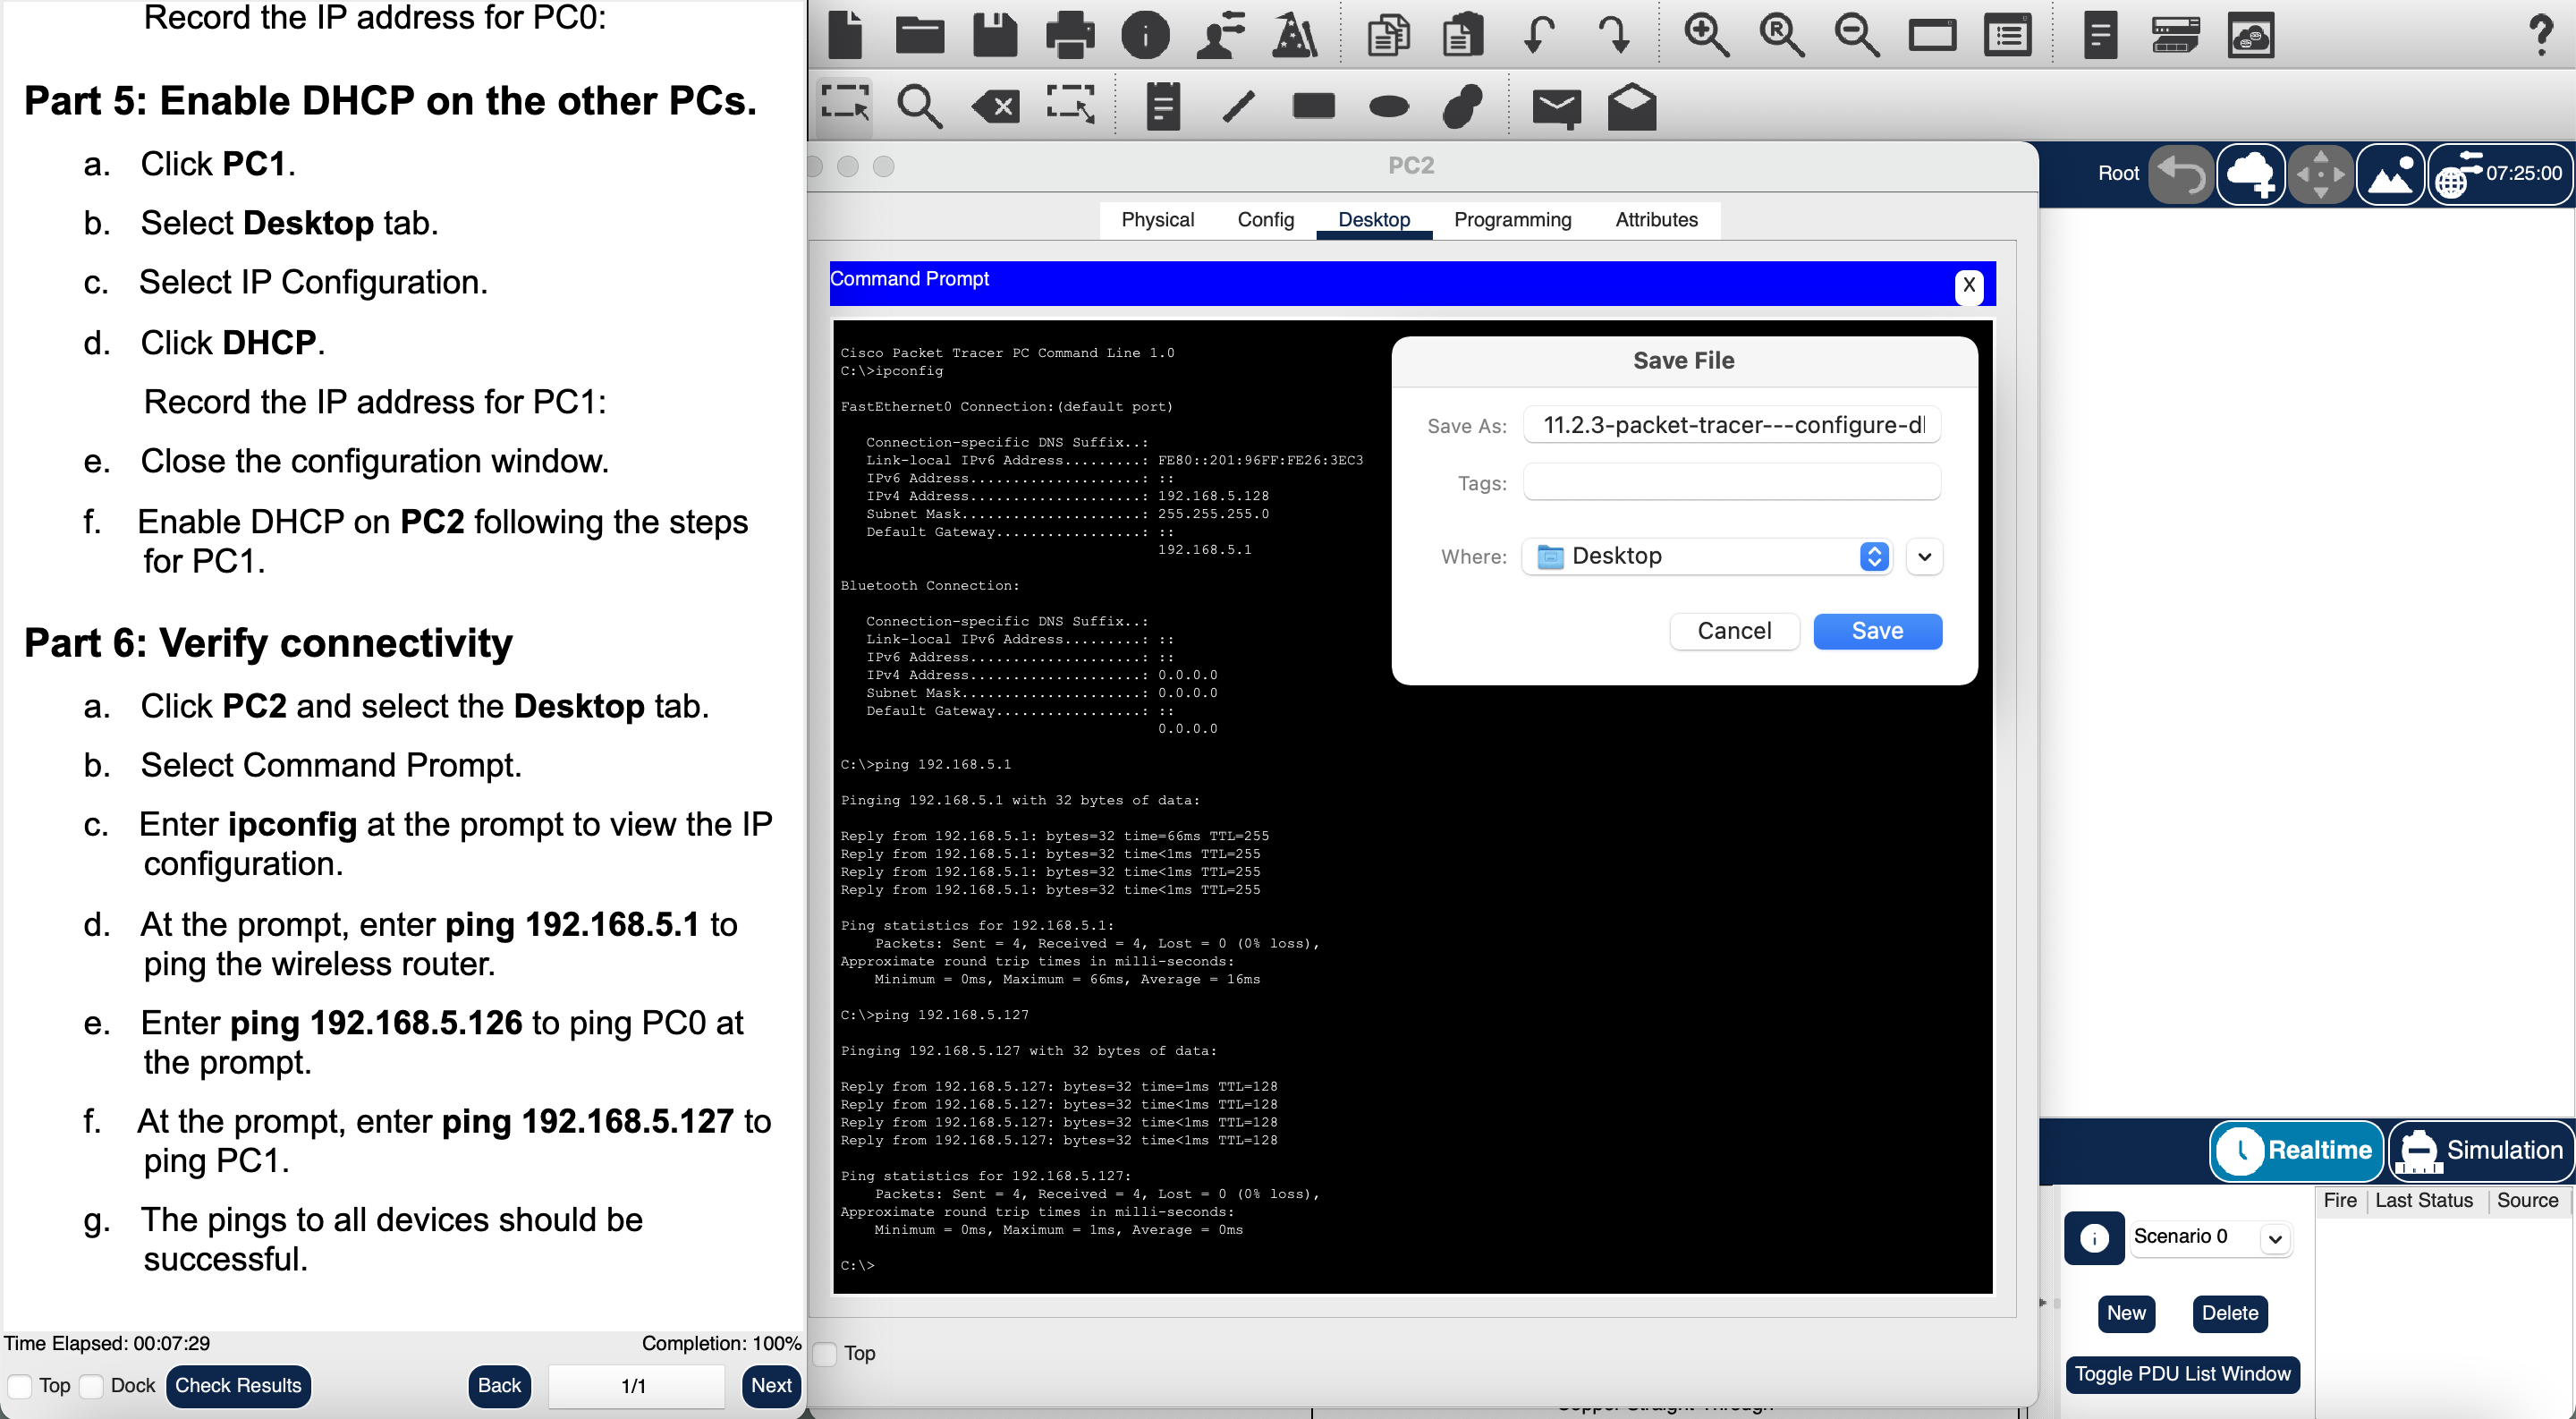 Record the IP address for PC0:
Part 5: Enable DHCP on the other PCs.
a. Click PC1.
b. Select Desktop tab.
c. Select IP Configuration.
d. Click DHCP.
Record the IP address for PC1:
e. Close the configuration window.
f. Enable DHCP on PC2 following the steps
for PC1.
Part 6: Verify connectivity
a. Click PC2 and select the Desktop tab.
b. Select Command Prompt.
c. Enter ipconfig at the prompt to view the IP
configuration.
d. At the prompt, enter ping 192.168.5.1 to
ping the wireless router.
e. Enter ping 192.168.5.126 to ping PC0 at
the prompt.
f. At the prompt, enter ping 192.168.5.127 to
ping PC1.
g. The pings to all devices should be
successful.
Time Elapsed: 00:07:29 Completion: 100%
Top Dock Check Results Back 1/1 Next
PC2
Physical Config Desktop Programming Attributes
Command Prompt X
Cisco Packet Tracer PC Command Line 1.0
C:\>ipconfig
FastEthernet0 Connection:(default port)
Connection-specific DNS Suffix..:
Link-local IPv6 Address.........: FE80::201:96FF:FE26:3EC3
IPv6 Address....................: ::
IPv4 Address....................: 192.168.5.128
Subnet Mask.....................: 255.255.255.0
Default Gateway.................: ::
192.168.5.1
Bluetooth Connection:
Connection-specific DNS Suffix..:
Link-local IPv6 Address.........: ::
IPv6 Address....................: ::
IPv4 Address....................: 0.0.0.0
Subnet Mask.....................: 0.0.0.0
Default Gateway.................: ::
0.0.0.0
C:\>ping 192.168.5.1
Pinging 192.168.5.1 with 32 bytes of data:
Reply from 192.168.5.1: bytes=32 time=66ms TTL=255
Reply from 192.168.5.1: bytes=32 time<1ms TTL=255
Reply from 192.168.5.1: bytes=32 time<1ms TTL=255
Reply from 192.168.5.1: bytes=32 time<1ms TTL=255
Ping statistics for 192.168.5.1:
Packets: Sent = 4, Received = 4, Lost = 0 (0% loss),
Approximate round trip times in milli-seconds:
Minimum = 0ms, Maximum = 66ms, Average = 16ms
C:\>ping 192.168.5.127
Pinging 192.168.5.127 with 32 bytes of data:
Reply from 192.168.5.127: bytes=32 time=1ms TTL=128
Reply from 192.168.5.127: bytes=32 time<1ms TTL=128
Reply from 192.168.5.127: bytes=32 time<1ms TTL=128
Reply from 192.168.5.127: bytes=32 time<1ms TTL=128
Ping statistics for 192.168.5.127:
Packets: Sent = 4, Received = 4, Lost = 0 (0% loss),
Approximate round trip times in milli-seconds:
Minimum = 0ms, Maximum = 1ms, Average = 0ms
C:\>
Top
Save File
Save As: 11.2.3-packet-tracer---configure-d
Tags:
Where: Desktop
Cancel Save
Root 07:25:00
Realtime Simulation
Fire Last Status Source
Scenario 0
New Delete
Toggle PDU List Window